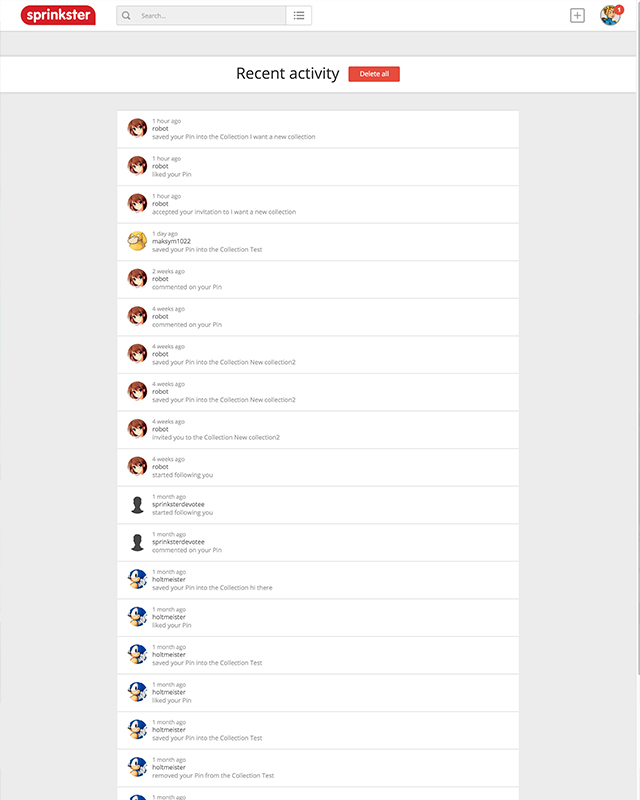 sprinkster
Search...
1
Recent activity
Delete all
1 hour ago
robot
saved your Pin into the Collection I want a new collection
1 hour ago
robot
liked your Pin
1 hour ago
robot
accepted your invitation to I want a new collection
1 day ago
maksym1022
saved your Pin into the Collection Test
2 weeks ago
robot
commented on your Pin
4 weeks ago
robot
commented on your Pin
4 weeks ago
robot
saved your Pin into the Collection New collection2
4 weeks ago
robot
saved your Pin into the Collection New collection2
4 weeks ago
robot
invited you to the Collection New collection2
4 weeks ago
robot
started following you
1 month ago
sprinksterdevotee
started following you
1 month ago
sprinksterdevotee
commented on your Pin
1 month ago
holtmeister
saved your Pin into the Collection hi there
1 month ago
holtmeister
liked your Pin
1 month ago
holtmeister
saved your Pin into the Collection Test
1 month ago
holtmeister
liked your Pin
1 month ago
holtmeister
saved your Pin into the Collection Test
1 month ago
holtmeister
removed your Pin from the Collection Test
1 month ago